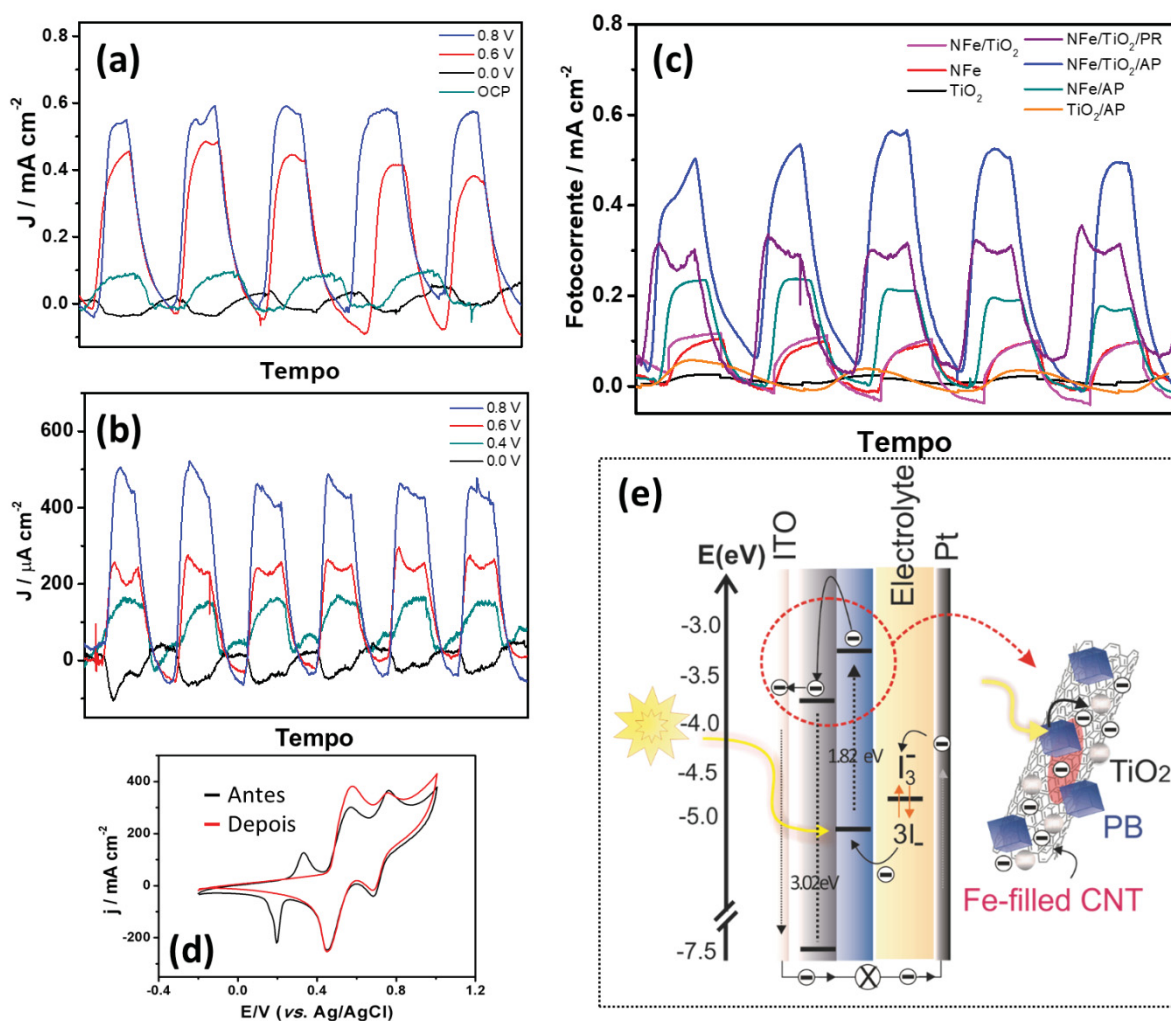 (a)
0.8 V
0.6 V
0.0 V
OCP
0.8
0.6
0.4
0.2
0.0
J / mA cm⁻²
Tempo
(b)
0.8 V
0.6 V
0.4 V
0.0 V
600
400
200
0
J / µA cm⁻²
Tempo
(c)
NFe/TiO₂
NFe
TiO₂
NFe/TiO₂/PR
NFe/TiO₂/AP
NFe/AP
TiO₂/AP
0.8
0.6
0.4
0.2
0.0
Fotocorrente / mA cm⁻²
Tempo
(d)
Antes
Depois
400
200
0
-200
j / mA cm⁻²
-0.4 0.0 0.4 0.8 1.2
E/V (vs. Ag/AgCl)
(e)
E(eV)
ITO
Electrolyte
Pt
-3.0
-3.5
-4.0
-4.5
-5.0
-7.5
1.82 eV
3.02eV
I₃⁻
3I₋
TiO₂
PB
Fe-filled CNT